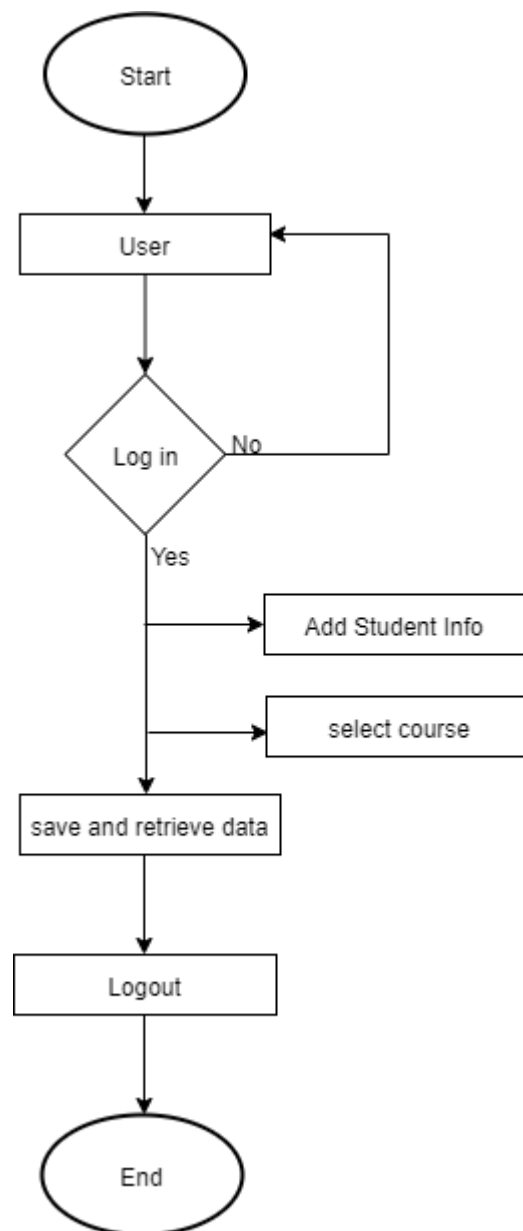 Start
User
Log in
No
Yes
Add Student Info
select course
save and retrieve data
Logout
End